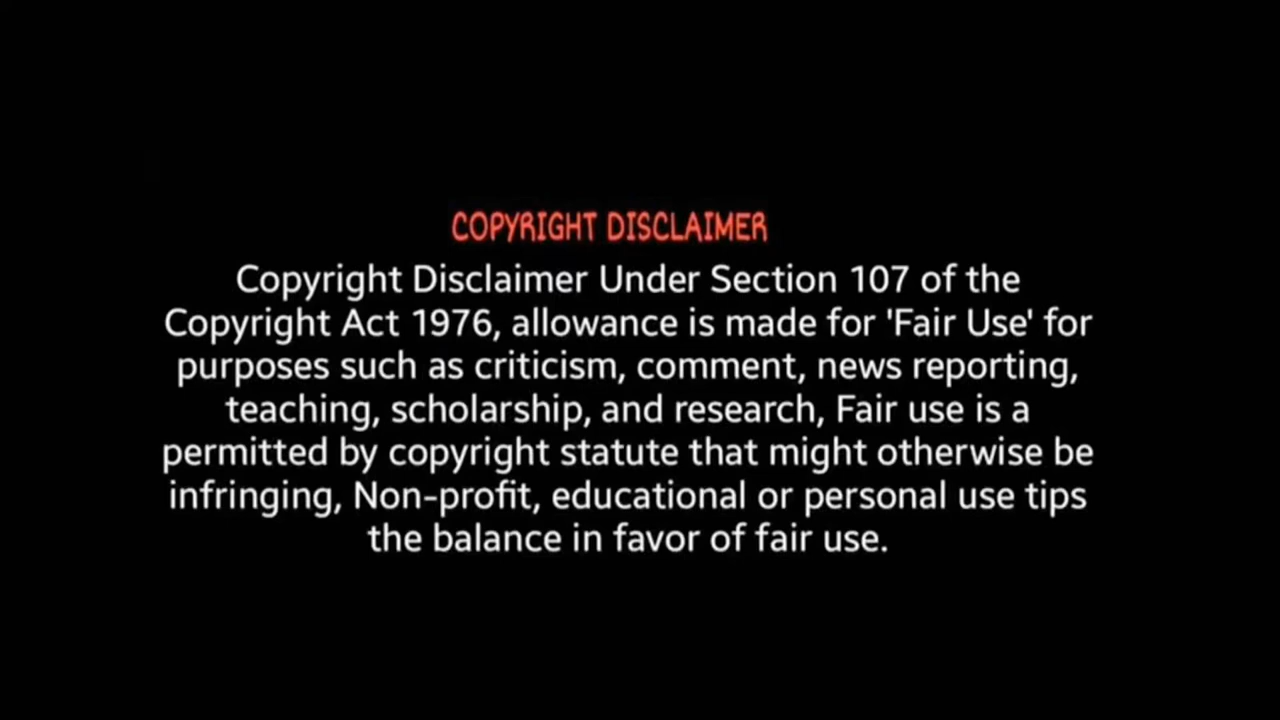 COPYRIGHT DISCLAIMER
Copyright Disclaimer Under Section 107 of the
Copyright Act 1976, allowance is made for 'Fair Use' for
purposes such as criticism, comment, news reporting,
teaching, scholarship, and research, Fair use is a
permitted by copyright statute that might otherwise be
infringing, Non-profit, educational or personal use tips
the balance in favor of fair use.